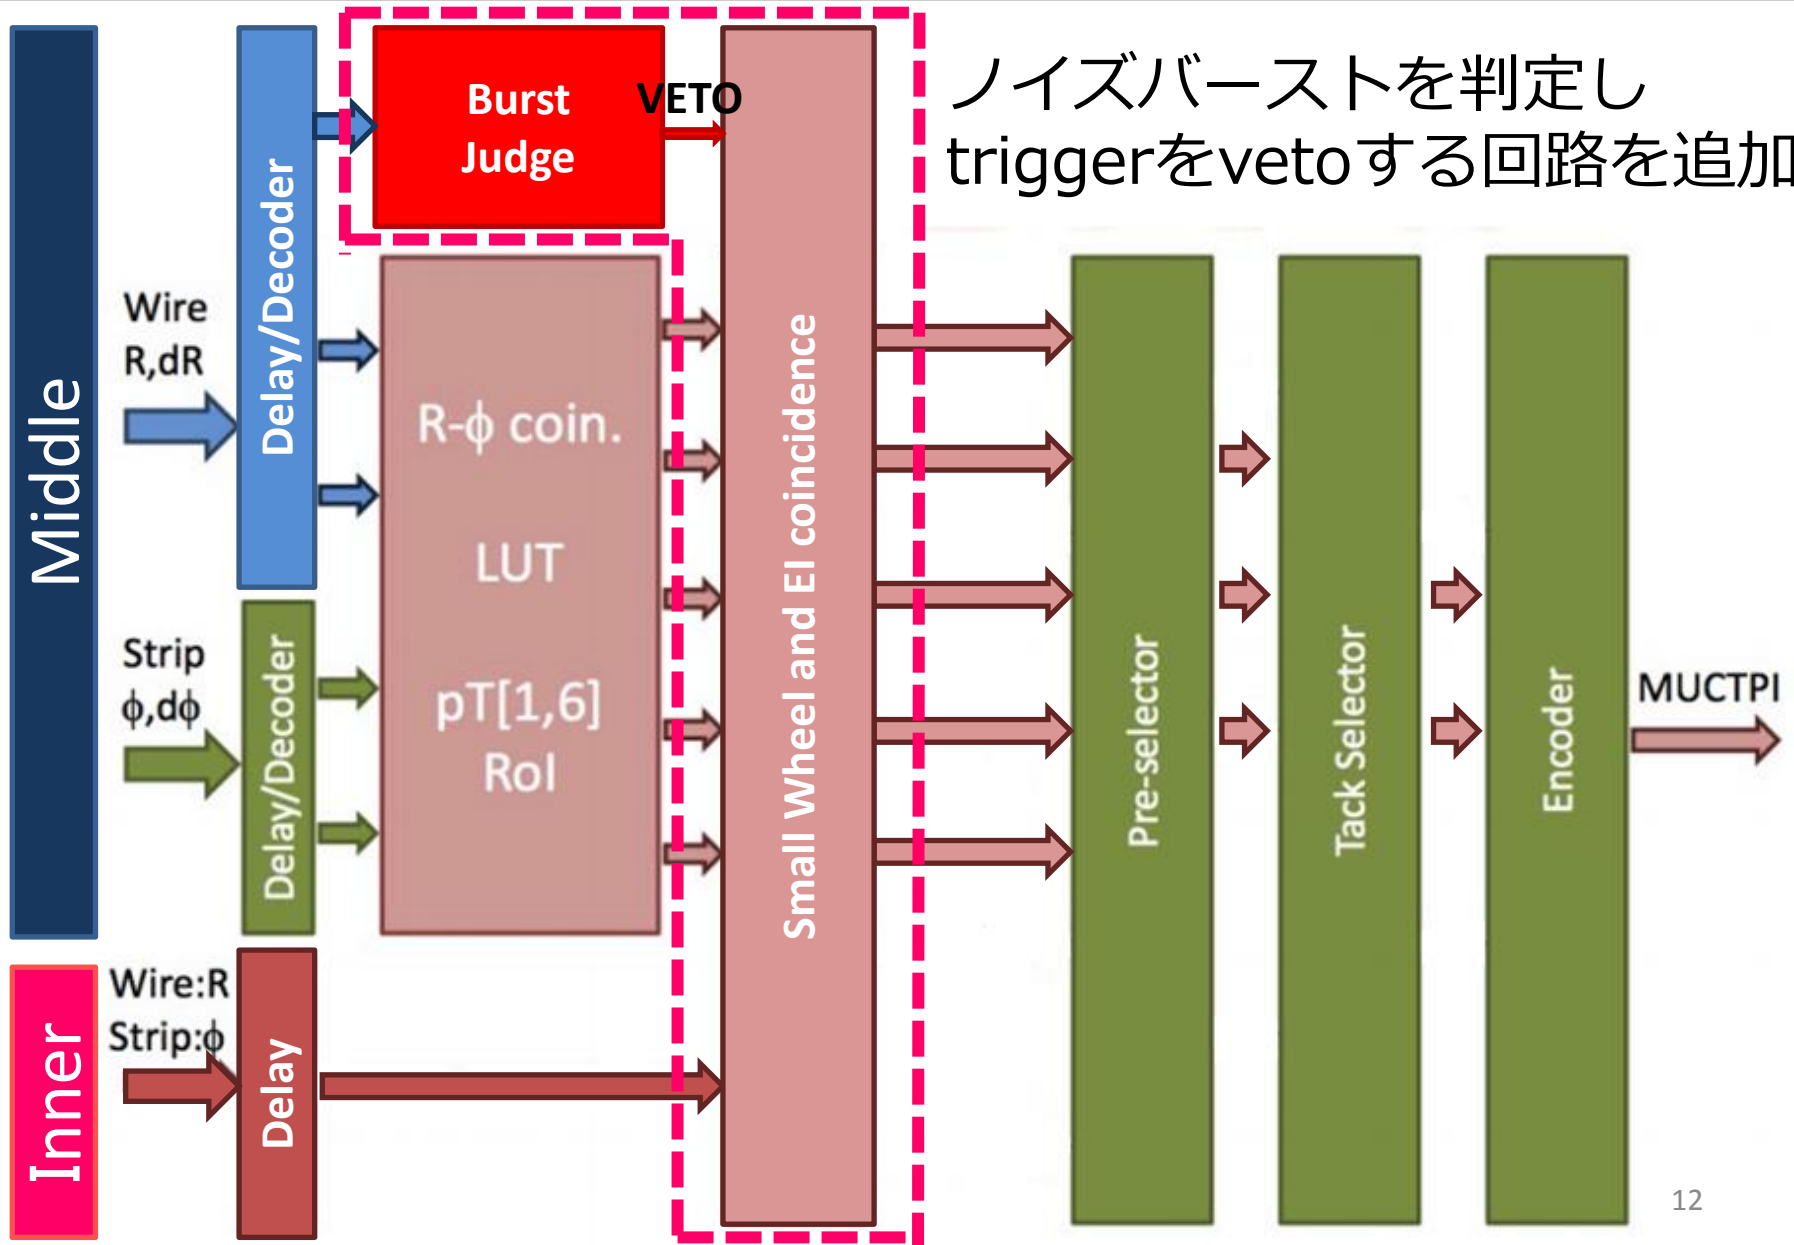 Middle
Wire
R,dR
Delay/Decoder
Strip
ϕ,dϕ
Delay/Decoder
Inner
Wire:R
Strip:ϕ
Delay
Burst
Judge
VETO
R-ϕ coin.
LUT
pT[1,6]
RoI
Small Wheel and EI coincidence
ノイズバーストを判定し
triggerをvetoする回路を追加
Pre-selector
Tack Selector
Encoder
MUCTPI
12